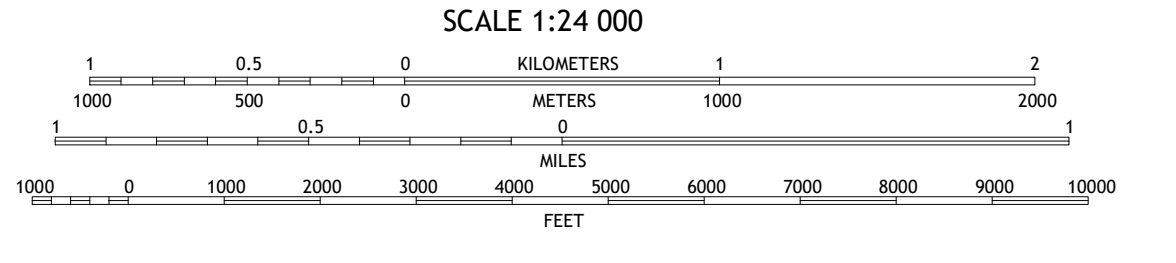 SCALE 1:24 000
1 0.5 0 KILOMETERS 1 2
1000 500 0 METERS 1000 2000
1 0.5 0 1
MILES
1000 0 1000 2000 3000 4000 5000 6000 7000 8000 9000 10000
FEET